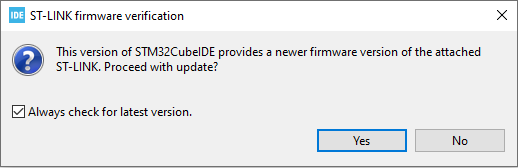 IDE ST-LINK firmware verification
This version of STM32CubeIDE provides a newer firmware version of the attached
ST-LINK. Proceed with update?
Always check for latest version.
Yes No